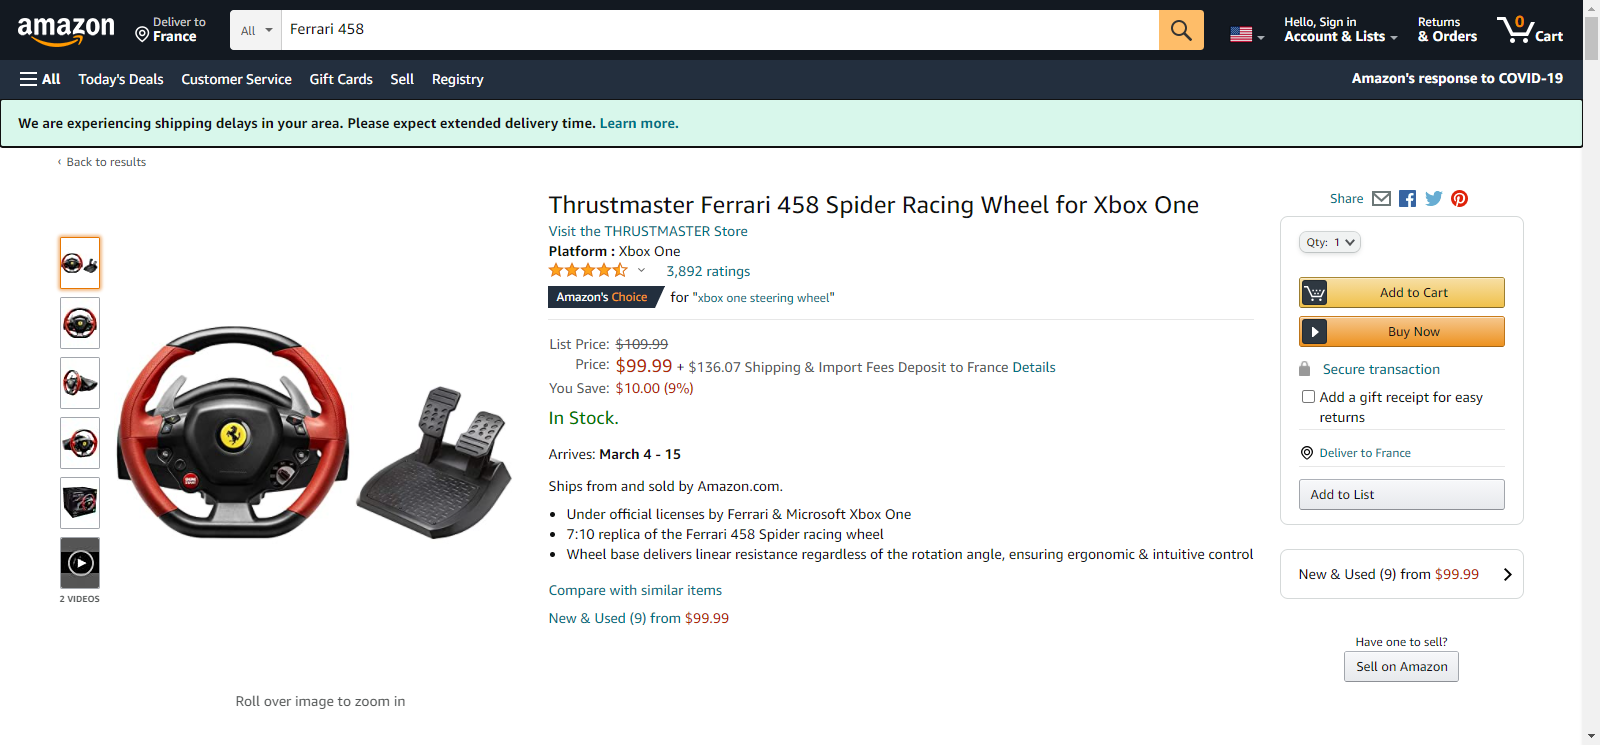 amazon
Deliver to
France
All
Ferrari 458
Hello, Sign in
Account & Lists
Returns
& Orders
0
Cart
All
Today's Deals
Customer Service
Gift Cards
Sell
Registry
Amazon's response to COVID-19
We are experiencing shipping delays in your area. Please expect extended delivery time. Learn more.
‹ Back to results
Thrustmaster Ferrari 458 Spider Racing Wheel for Xbox One
Visit the THRUSTMASTER Store
Platform : Xbox One
3,892 ratings
Amazon's Choice for "xbox one steering wheel"
List Price: $109.99
Price: $99.99 + $136.07 Shipping & Import Fees Deposit to France Details
You Save: $10.00 (9%)
In Stock.
Arrives: March 4 - 15
Ships from and sold by Amazon.com.
• Under official licenses by Ferrari & Microsoft Xbox One
• 7:10 replica of the Ferrari 458 Spider racing wheel
• Wheel base delivers linear resistance regardless of the rotation angle, ensuring ergonomic & intuitive control
Compare with similar items
New & Used (9) from $99.99
2 VIDEOS
Roll over image to zoom in
Share
Qty: 1
Add to Cart
Buy Now
Secure transaction
Add a gift receipt for easy
returns
Deliver to France
Add to List
New & Used (9) from $99.99
Have one to sell?
Sell on Amazon